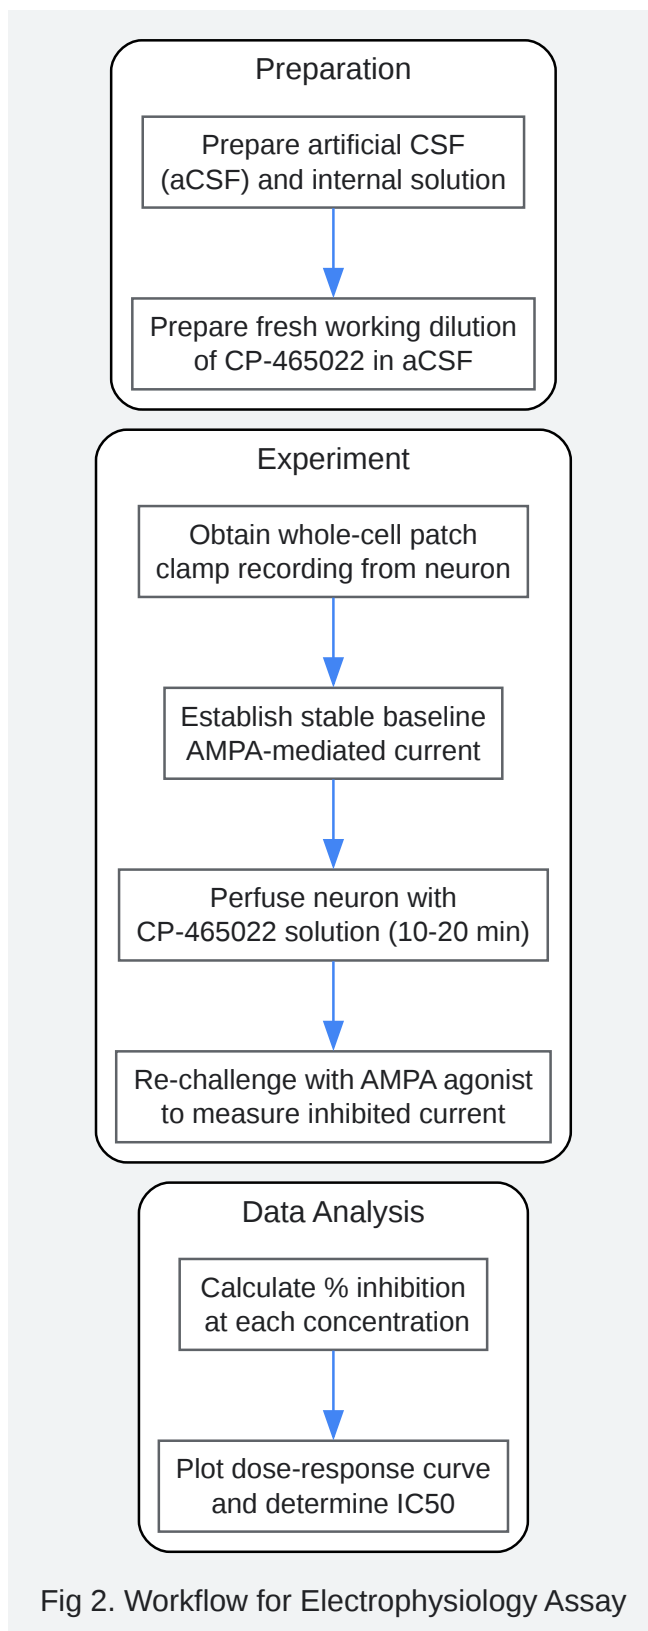 Preparation
Prepare artificial CSF
(aCSF) and internal solution
Prepare fresh working dilution
of CP-465022 in aCSF
Experiment
Obtain whole-cell patch
clamp recording from neuron
Establish stable baseline
AMPA-mediated current
Perfuse neuron with
CP-465022 solution (10-20 min)
Re-challenge with AMPA agonist
to measure inhibited current
Data Analysis
Calculate % inhibition
at each concentration
Plot dose-response curve
and determine IC50
Fig 2. Workflow for Electrophysiology Assay